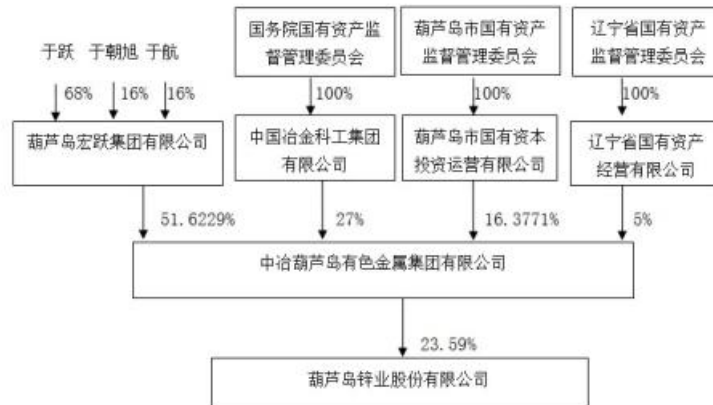 于跃 于朝旭 于航
国务院国有资产监
督管理委员会
葫芦岛市国有资产
监督管理委员会
辽宁省国有资产
监督管理委员会
68% 16% 16%
100% 100% 100%
葫芦岛宏跃集团有限公司
中国冶金科工集团
有限公司
葫芦岛市国有资本
投资运营有限公司
辽宁省国有资产
经营有限公司
51.6229% 27% 16.3771% 5%
中冶葫芦岛有色金属集团有限公司
23.59%
葫芦岛锌业股份有限公司